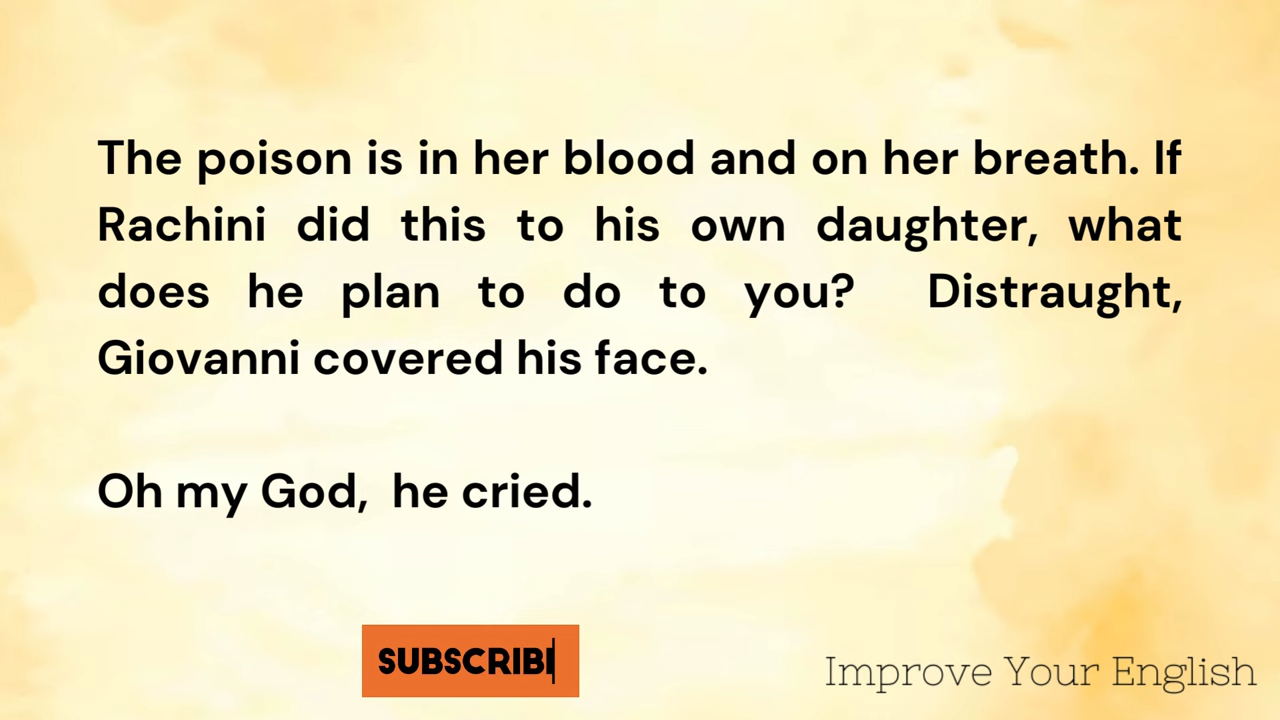 The poison is in her blood and on her breath. If
Rachini did this to his own daughter, what
does he plan to do to you? Distraught,
Giovanni covered his face.
Oh my God, he cried.
SUBSCRIB
Improve Your English